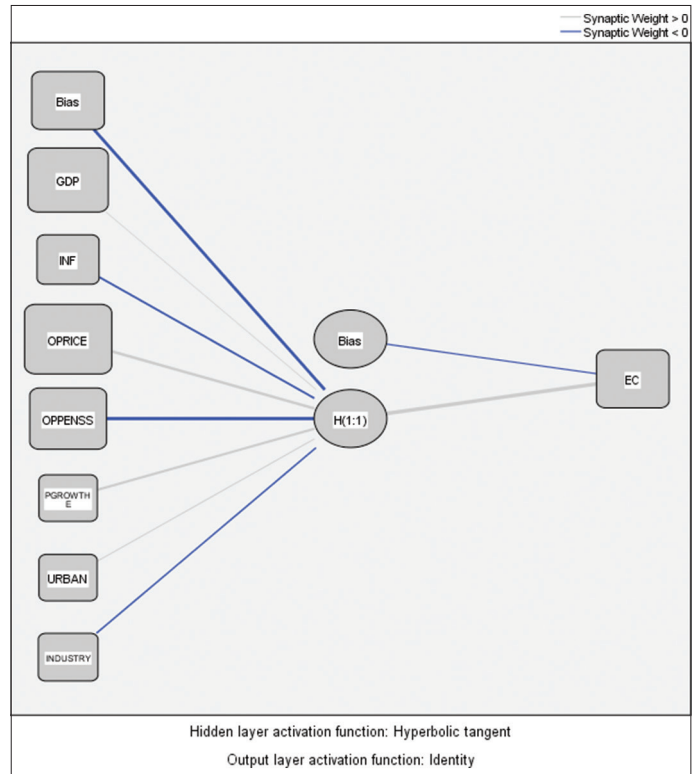 Synaptic Weight > 0
Synaptic Weight < 0
Bias
GDP
INF
OPRICE
OPPENSS
PGROWTH
E
URBAN
INDUSTRY
Bias
H(1:1)
EC
Hidden layer activation function: Hyperbolic tangent
Output layer activation function: Identity